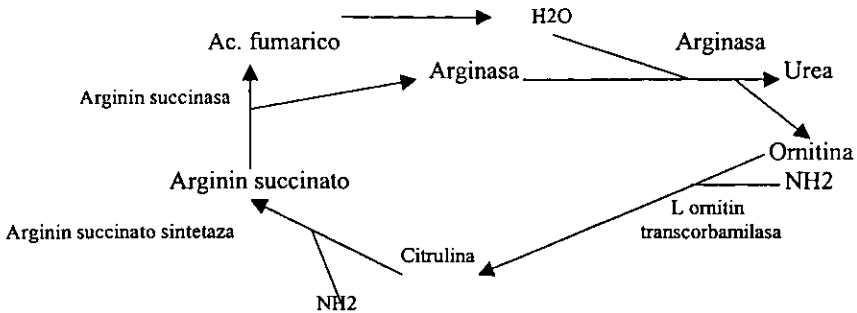 H2O
Ac. fumarico
Arginasa
Arginasa
Urea
Arginin succinasa
Ornitina
Arginin succinato
NH2
L ornitin
transcorbamilasa
Arginin succinato sintetaza
Citrulina
NH2